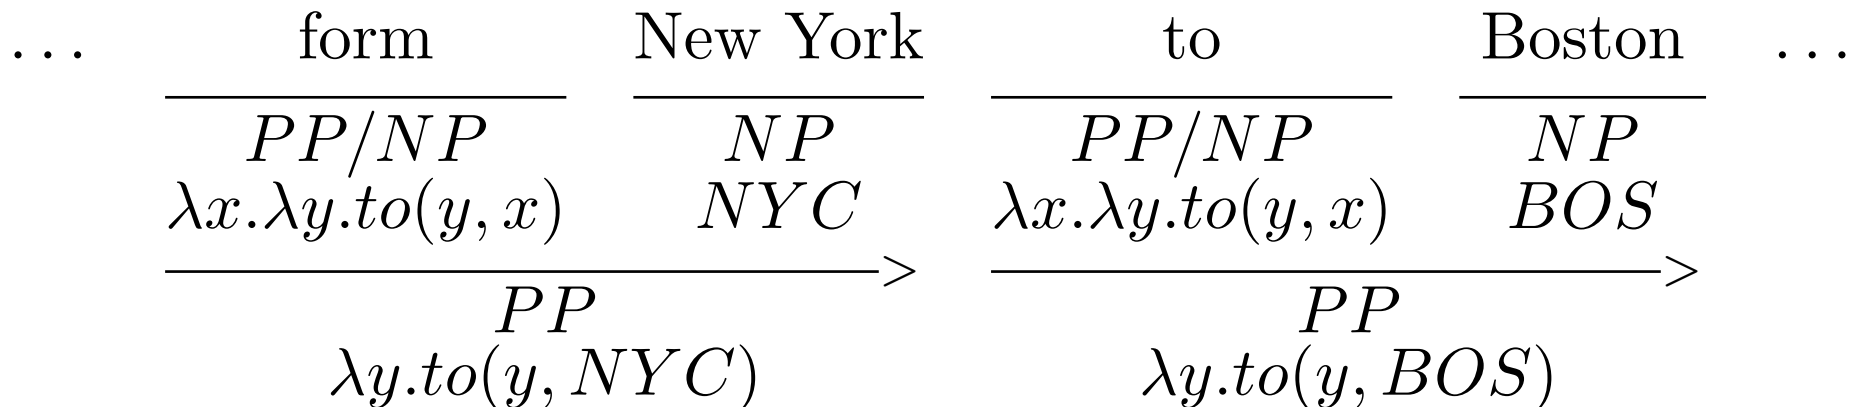 ... form New York to Boston ...
PP/NP NP PP/NP NP
λx.λy.to(y, x) NYC λx.λy.to(y, x) BOS
> >
PP PP
λy.to(y, NYC) λy.to(y, BOS)